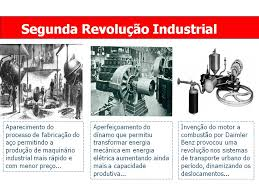 Segunda Revolução Industrial
Aparecimento do
processo de fabricação do
aço permitindo a
produção de maquinário
industrial mais rápido e
com menor preço...
Aperfeiçoamento do
dínamo que permitiu
transformar energia
mecânica em energia
elétrica aumentando ainda
mais a capacidade
produtiva...
Invenção do motor a
combustão por Daimler
Benz provocou uma
revolução nos sistemas
de transporte urbano do
período, dinamizando os
deslocamentos...